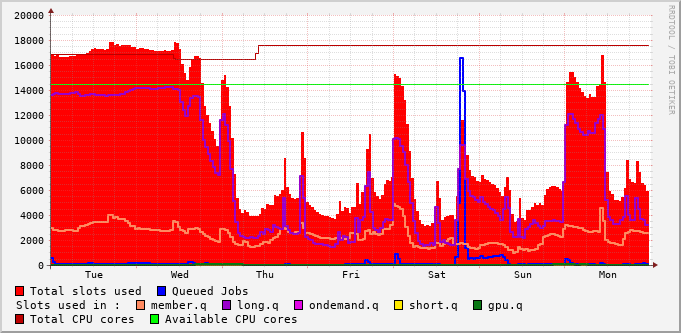 RRDTOOL / TOBI OETIKER
20000
18000
16000
14000
12000
10000
8000
6000
4000
2000
0
Tue Wed Thu Fri Sat Sun Mon
Total slots used Queued Jobs
Slots used in : member.q long.q ondemand.q short.q gpu.q
Total CPU cores Available CPU cores